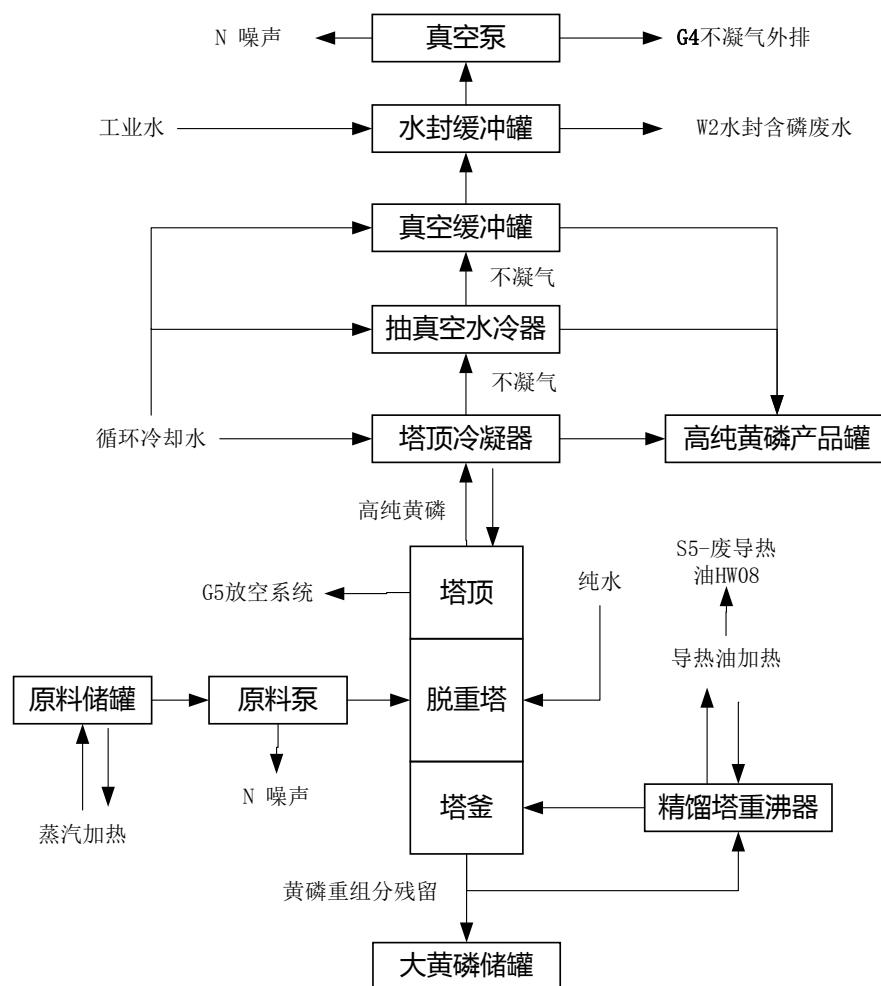 N 噪声
真空泵
G4不凝气外排
工业水
水封缓冲罐
W2水封含磷废水
真空缓冲罐
不凝气
抽真空水冷器
不凝气
循环冷却水
塔顶冷凝器
高纯黄磷产品罐
高纯黄磷
S5-废导热
油HW08
塔顶
纯水
G5放空系统
导热油加热
原料储罐
原料泵
脱重塔
N 噪声
塔釜
精馏塔重沸器
蒸汽加热
黄磷重组分残留
大黄磷储罐